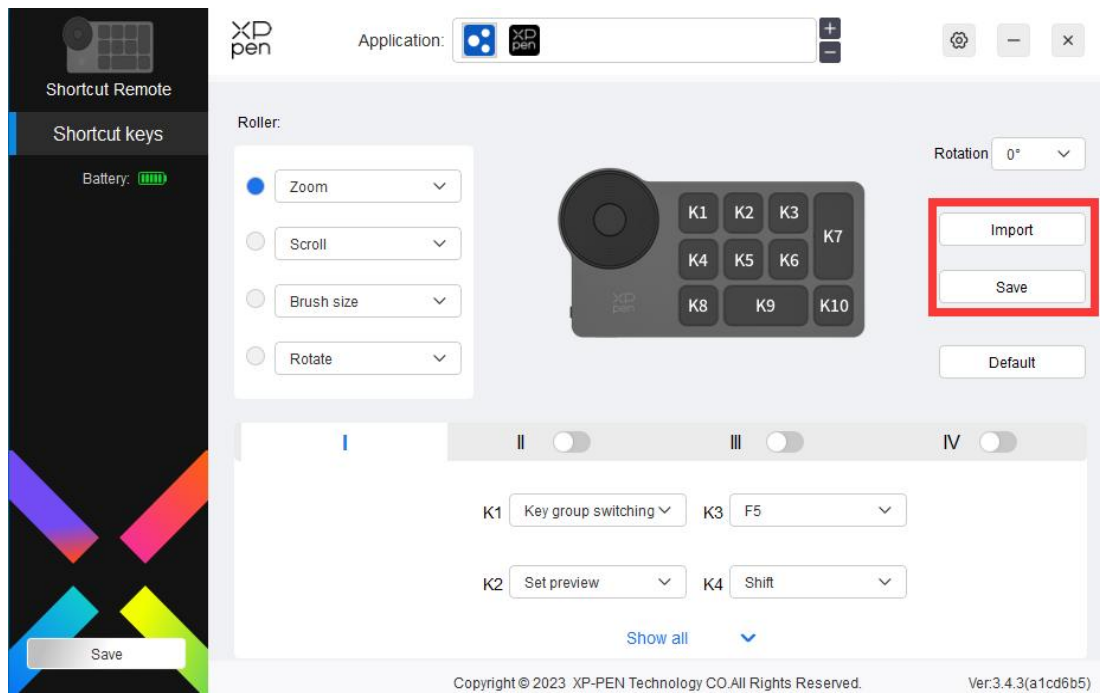 Shortcut Remote
Shortcut keys
Battery:
Save
XP
pen
Application:
XP
pen
Roller:
Zoom
Scroll
Brush size
Rotate
K1 K2 K3
K7
K4 K5 K6
K8 K9 K10
XP
pen
Rotation 0°
Import
Save
Default
I II III IV
K1 Key group switching K3 F5
K2 Set preview K4 Shift
Show all
Copyright © 2023 XP-PEN Technology CO.All Rights Reserved. Ver:3.4.3(a1cd6b5)